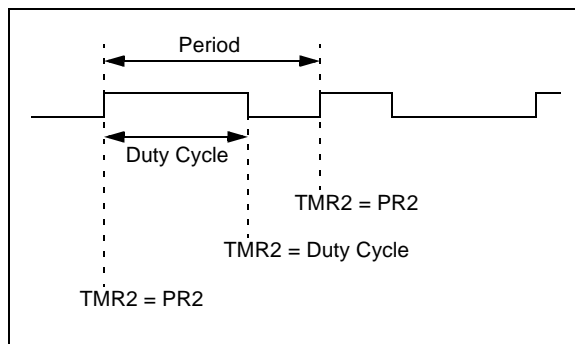 Period
Duty Cycle
TMR2 = PR2
TMR2 = Duty Cycle
TMR2 = PR2